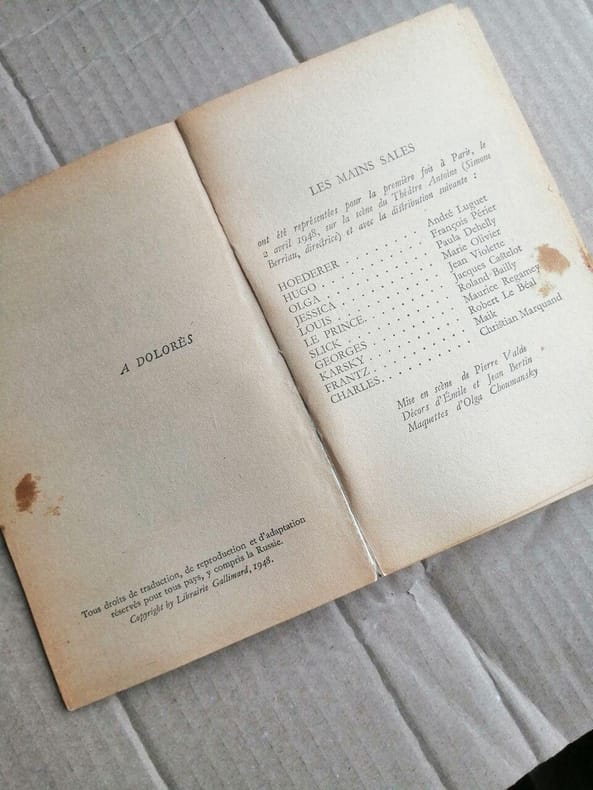 A DOLORÈS
Tous droits de traduction, de reproduction et d'adaptation
réservés pour tous pays, y compris la Russie.
Copyright by Librairie Gallimard, 1948.
LES MAINS SALES
ont été représentées pour la première fois à Paris, le
2 avril 1948, sur la scène du Théâtre Antoine (Simone
Berriau, directrice) et avec la distribution suivante :
HOEDERER . . . . . . . . . André Luguet
HUGO . . . . . . . . . . . François Périer
OLGA . . . . . . . . . . . Paula Dehelly
JESSICA . . . . . . . . . . Marie Olivier
LOUIS . . . . . . . . . . . Jean Violette
LE PRINCE. . . . . . . . . Jacques Castelot
SLICK . . . . . . . . . . . Roland Bailly
GEORGES . . . . . . . . . Maurice Regamey
KARSKY . . . . . . . . . . Robert Le Béal
FRANTZ . . . . . . . . . . Maïk
CHARLES. . . . . . . . . . Christian Marquand
Mise en scène de Pierre Valde
Décors d'Émile et Jean Bertin
Maquettes d'Olga Choumansky